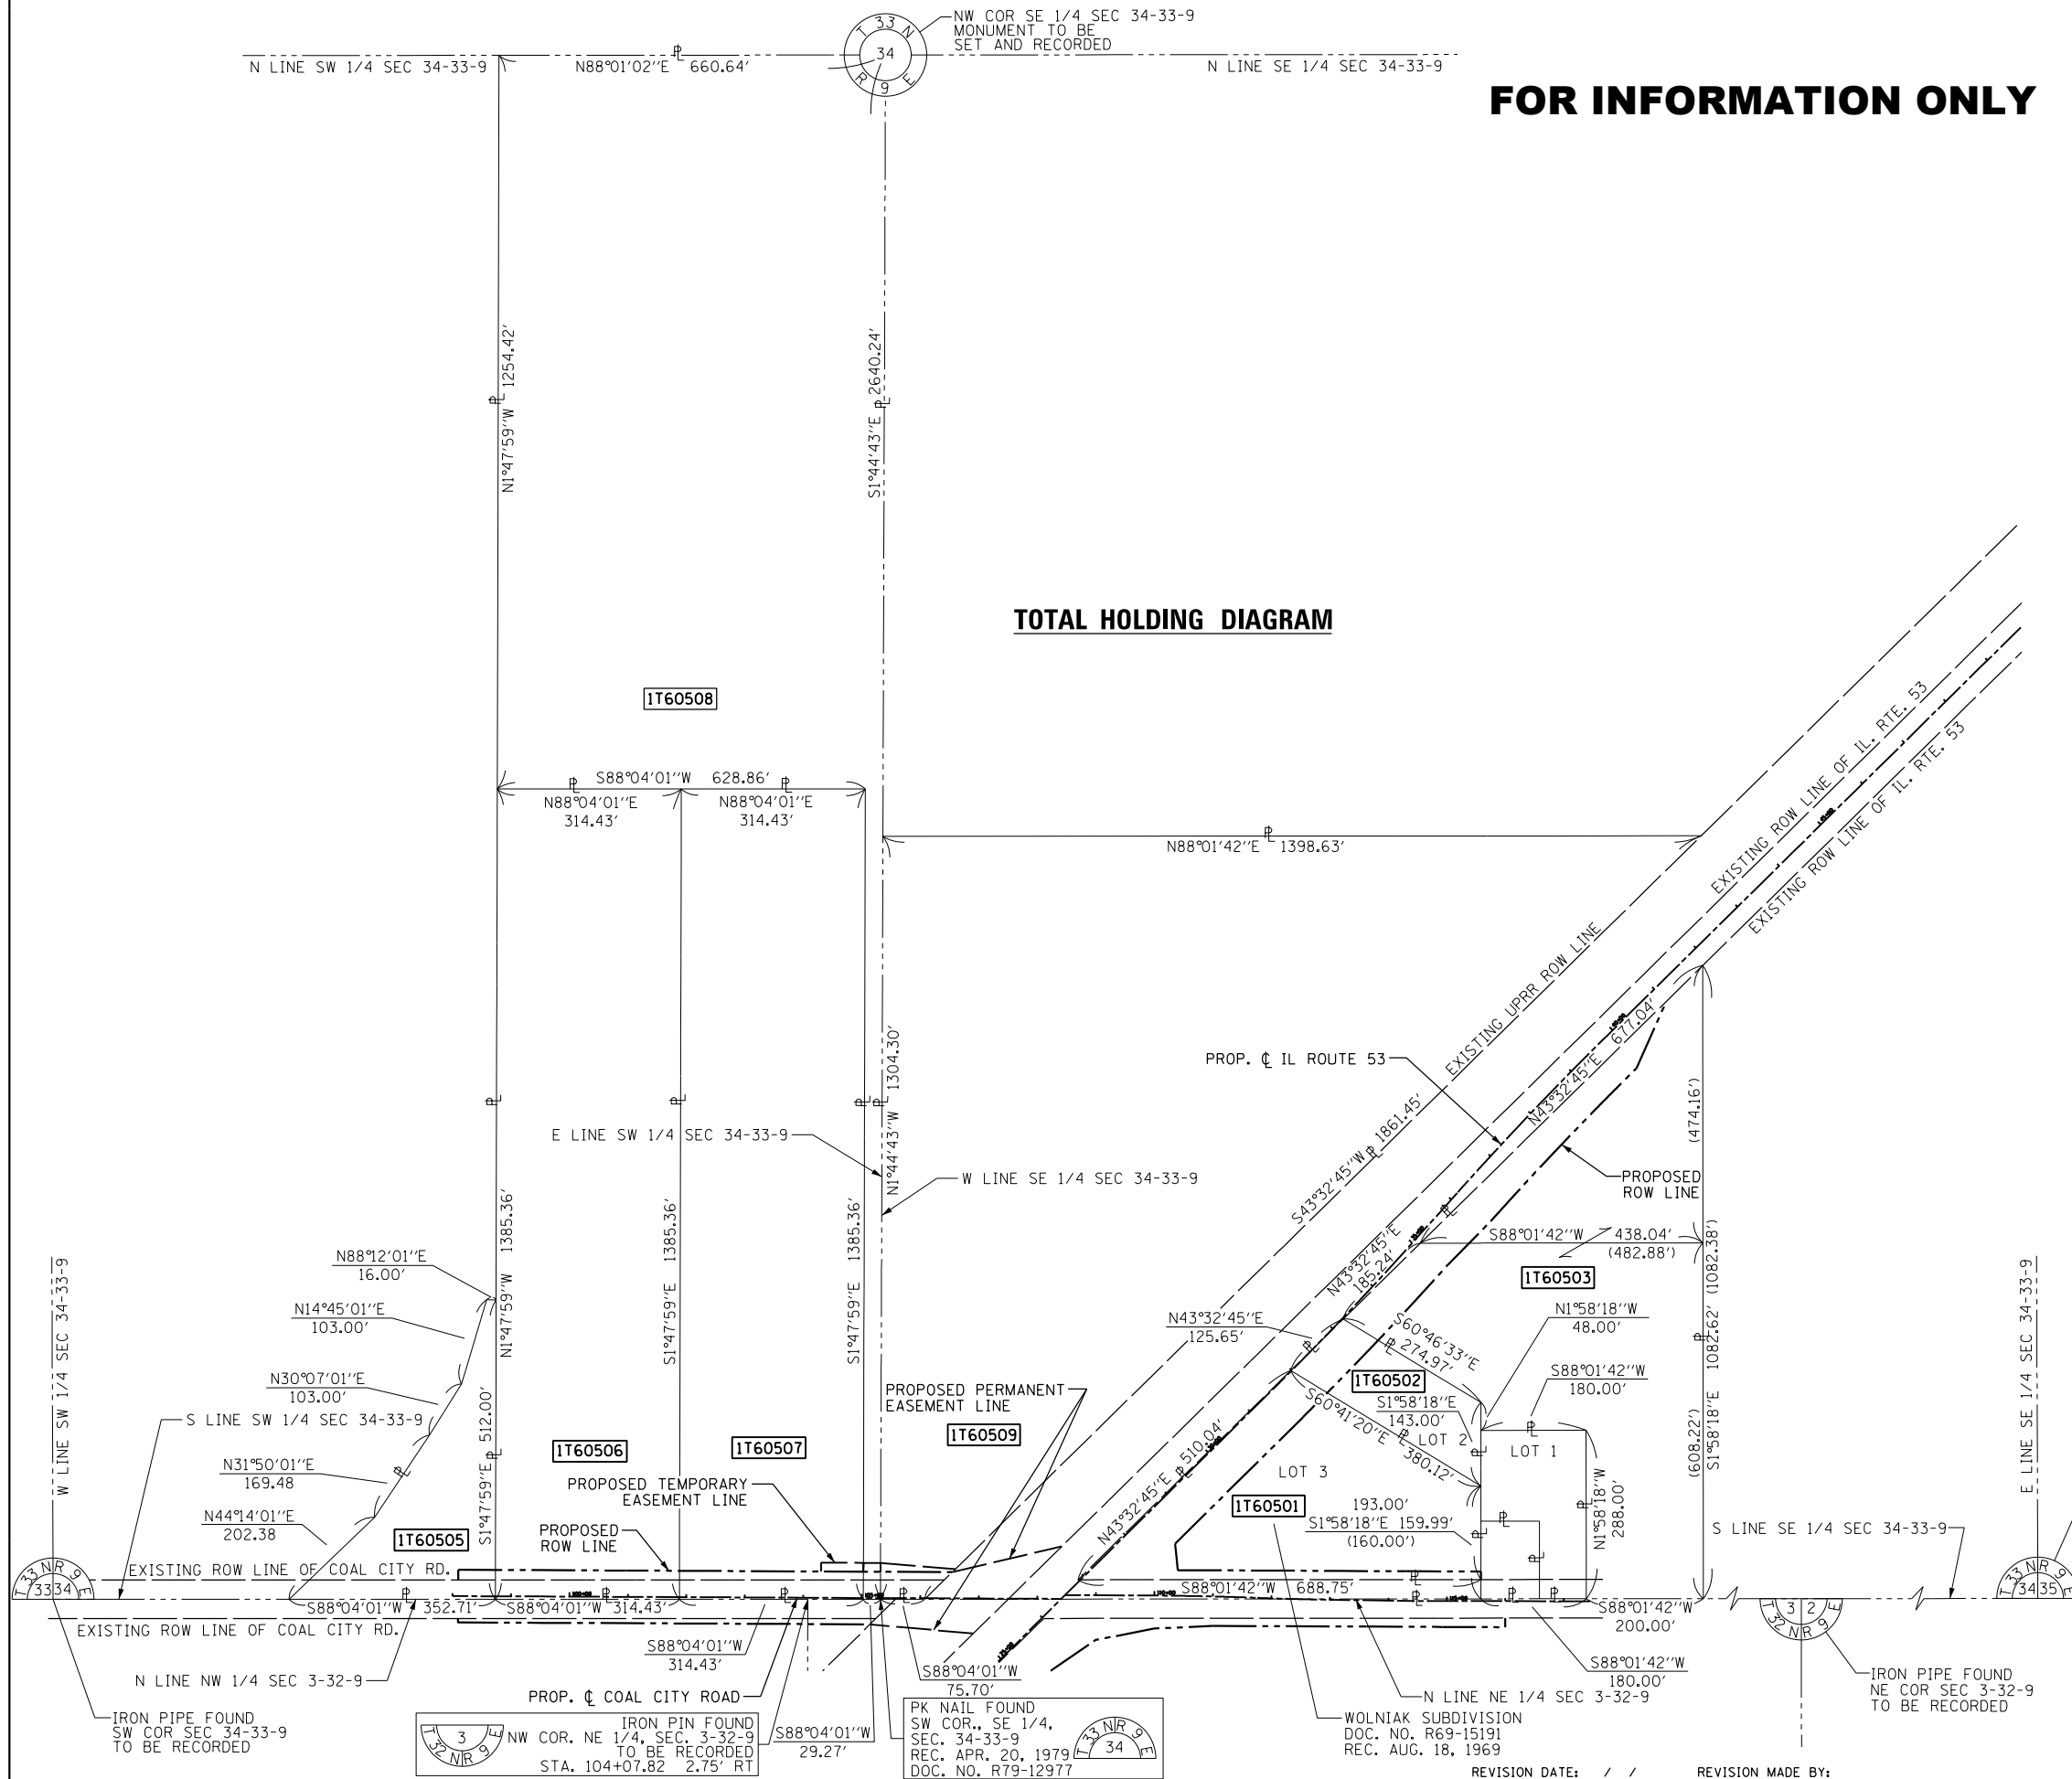 NW COR SE 1/4 SEC 34-33-9
MONUMENT TO BE
SET AND RECORDED
T 33 N
34
R 9 E
N LINE SW 1/4 SEC 34-33-9
N88°01'02''E 660.64'
N LINE SE 1/4 SEC 34-33-9
FOR INFORMATION ONLY
N1°47'59''W 1254.42'
S1°44'43''E 2640.24'
TOTAL HOLDING DIAGRAM
1T60508
S88°04'01''W 628.86'
N88°04'01''E
314.43'
N88°04'01''E
314.43'
N88°01'42''E 1398.63'
EXISTING ROW LINE OF IL. RTE. 53
EXISTING ROW LINE OF IL. RTE. 53
EXISTING UPRR ROW LINE
S43°32'45''W 1861.45'
PROP. ℄ IL ROUTE 53
N43°32'45''E 677.04'
(474.16')
PROPOSED
ROW LINE
E LINE SW 1/4 SEC 34-33-9
N1°44'43''W 1304.30'
W LINE SE 1/4 SEC 34-33-9
N1°47'59''W 1385.36'
S1°47'59''E 1385.36'
S1°47'59''E 1385.36'
S88°01'42''W 438.04'
(482.88')
1T60503
N43°32'45''E
185.24'
N43°32'45''E
125.65'
N1°58'18''W
48.00'
S60°46'33''E
274.97'
1T60502
S88°01'42''W
180.00'
S1°58'18''E
143.00'
LOT 2
LOT 1
S60°41'20''E 380.12'
LOT 3
S1°58'18''E 1082.62' (1082.38')
(608.22')
N1°58'18''W
288.00'
W LINE SW 1/4 SEC 34-33-9
E LINE SE 1/4 SEC 34-33-9
N88°12'01''E
16.00'
N14°45'01''E
103.00'
N30°07'01''E
103.00'
S LINE SW 1/4 SEC 34-33-9
N31°50'01''E
169.48
N44°14'01''E
202.38
S1°47'59''E 512.00'
1T60505
1T60506
1T60507
PROPOSED PERMANENT
EASEMENT LINE
1T60509
PROPOSED TEMPORARY
EASEMENT LINE
PROPOSED
ROW LINE
N43°32'45''E 510.04'
1T60501
193.00'
S1°58'18''E 159.99'
(160.00')
S LINE SE 1/4 SEC 34-33-9
EXISTING ROW LINE OF COAL CITY RD.
T 33 N R 9 E
33 34
S88°04'01''W 352.71'
S88°04'01''W 314.43'
S88°01'42''W 688.75'
S88°01'42''W
200.00'
T 33 N R 9 E
34 35
3 2
T 32 N R 9 E
EXISTING ROW LINE OF COAL CITY RD.
S88°04'01''W
314.43'
S88°04'01''W
75.70'
S88°01'42''W
180.00'
N LINE NW 1/4 SEC 3-32-9
PROP. ℄ COAL CITY ROAD
N LINE NE 1/4 SEC 3-32-9
IRON PIPE FOUND
NE COR SEC 3-32-9
TO BE RECORDED
IRON PIPE FOUND
SW COR SEC 34-33-9
TO BE RECORDED
3
T 32 N R 9 E
IRON PIN FOUND
NW COR. NE 1/4, SEC. 3-32-9
TO BE RECORDED
STA. 104+07.82 2.75' RT
S88°04'01''W
29.27'
PK NAIL FOUND
SW COR., SE 1/4,
SEC. 34-33-9
REC. APR. 20, 1979
DOC. NO. R79-12977
T 33 N R 9 E
34
WOLNIAK SUBDIVISION
DOC. NO. R69-15191
REC. AUG. 18, 1969
REVISION DATE: / / REVISION MADE BY: